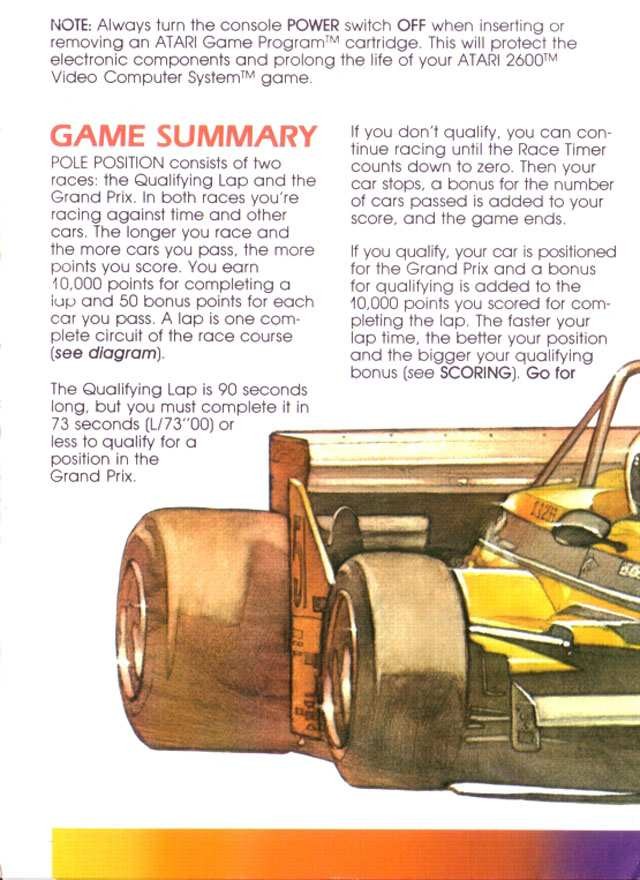 NOTE: Always turn the console POWER switch OFF when inserting or
removing an ATARI Game Program™ cartridge. This will protect the
electronic components and prolong the life of your ATARI 2600™
Video Computer System™ game.
GAME SUMMARY
POLE POSITION consists of two
races: the Qualifying Lap and the
Grand Prix. In both races you're
racing against time and other
cars. The longer you race and
the more cars you pass, the more
points you score. You earn
10,000 points for completing a
lap and 50 bonus points for each
car you pass. A lap is one com-
plete circuit of the race course
(see diagram).
The Qualifying Lap is 90 seconds
long, but you must complete it in
73 seconds (L/73"00) or
less to qualify for a
position in the
Grand Prix.
If you don't qualify, you can con-
tinue racing until the Race Timer
counts down to zero. Then your
car stops, a bonus for the number
of cars passed is added to your
score, and the game ends.
If you qualify, your car is positioned
for the Grand Prix and a bonus
for qualifying is added to the
10,000 points you scored for com-
pleting the lap. The faster your
lap time, the better your position
and the bigger your qualifying
bonus (see SCORING). Go for